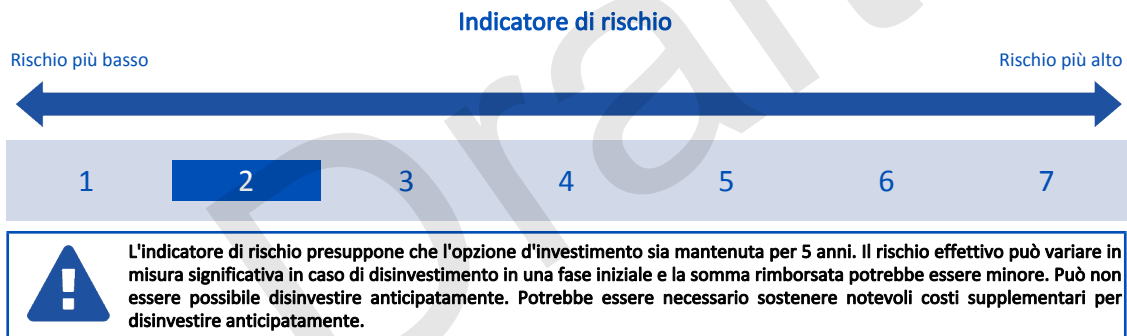 Indicatore di rischio
Rischio più basso Rischio più alto
1 2 3 4 5 6 7
L'indicatore di rischio presuppone che l'opzione d'investimento sia mantenuta per 5 anni. Il rischio effettivo può variare in
misura significativa in caso di disinvestimento in una fase iniziale e la somma rimborsata potrebbe essere minore. Può non
essere possibile disinvestire anticipatamente. Potrebbe essere necessario sostenere notevoli costi supplementari per
disinvestire anticipatamente.